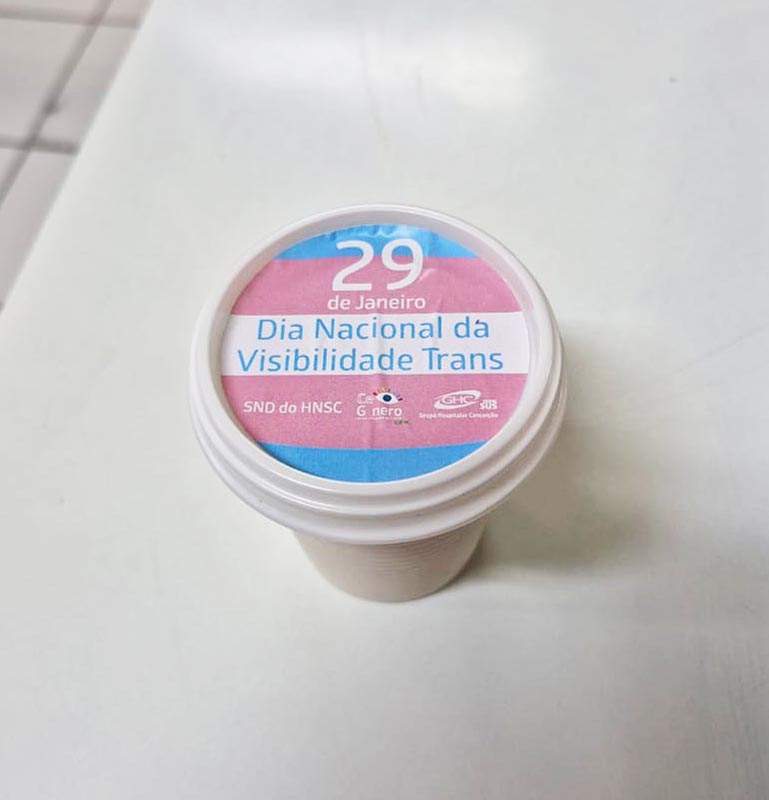 29
de Janeiro
Dia Nacional da
Visibilidade Trans
SND do HNSC
GHC
SUS
Grupo Hospitalar Conceição